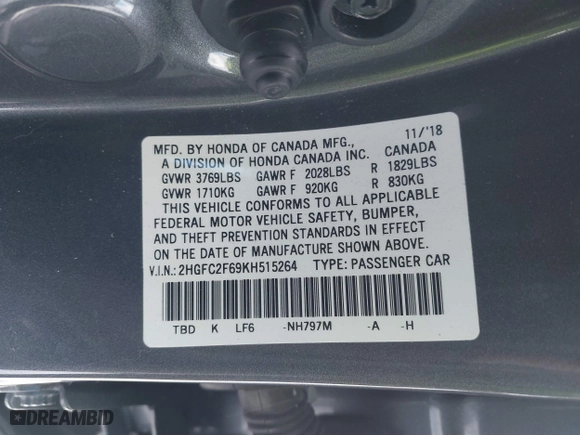 MFD. BY HONDA OF CANADA MFG., 11/'18
A DIVISION OF HONDA CANADA INC. CANADA
GVWR 3769LBS GAWR F 2028LBS R 1829LBS
GVWR 1710KG GAWR F 920KG R 830KG
THIS VEHICLE CONFORMS TO ALL APPLICABLE
FEDERAL MOTOR VEHICLE SAFETY, BUMPER,
AND THEFT PREVENTION STANDARDS IN EFFECT
ON THE DATE OF MANUFACTURE SHOWN ABOVE.
V.I.N.: 2HGFC2F69KH515264 TYPE: PASSENGER CAR
TBD K LF6 -NH797M -A -H
DREAMBID